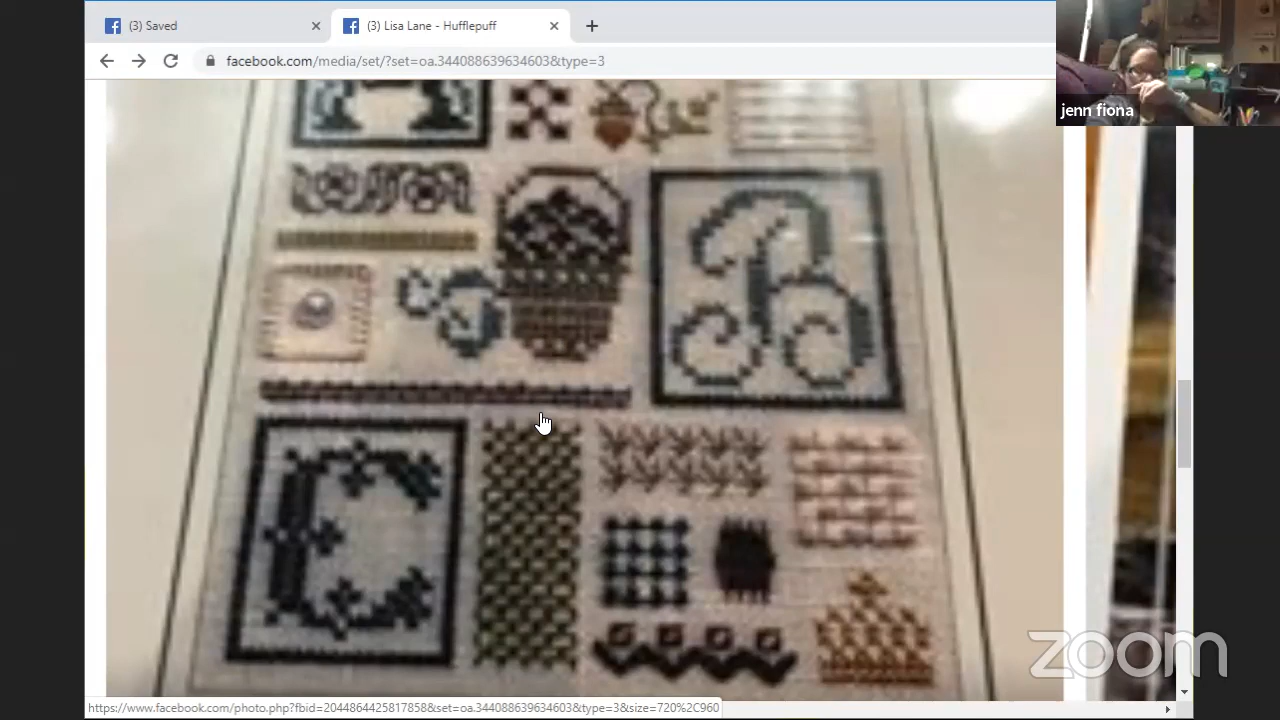 (3) Saved
(3) Lisa Lane - Hufflepuff
facebook.com/media/set/?set=oa.344088639634603&type=3
jenn fiona
B
C
zoom
https://www.facebook.com/photo.php?fbid=2044864425817858&set=oa.344088639634603&type=3&size=720%2C960